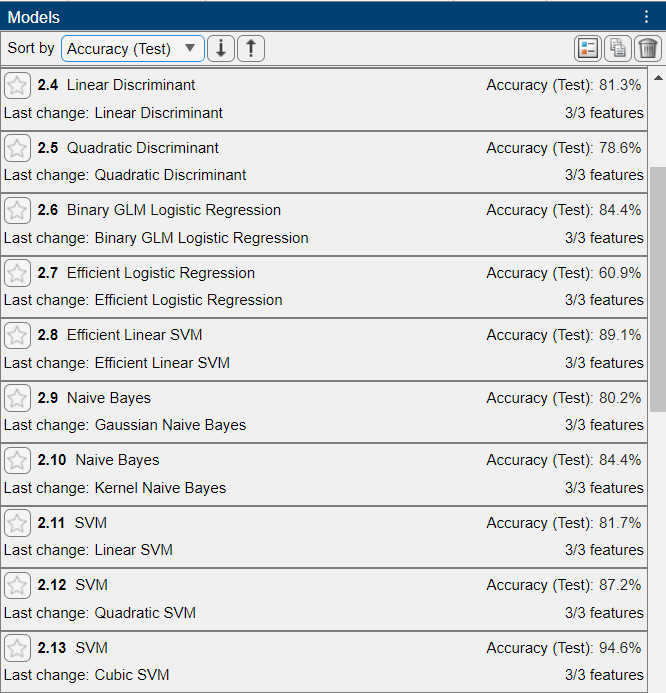 Models
Sort by Accuracy (Test)
2.4 Linear Discriminant Accuracy (Test): 81.3%
Last change: Linear Discriminant 3/3 features
2.5 Quadratic Discriminant Accuracy (Test): 78.6%
Last change: Quadratic Discriminant 3/3 features
2.6 Binary GLM Logistic Regression Accuracy (Test): 84.4%
Last change: Binary GLM Logistic Regression 3/3 features
2.7 Efficient Logistic Regression Accuracy (Test): 60.9%
Last change: Efficient Logistic Regression 3/3 features
2.8 Efficient Linear SVM Accuracy (Test): 89.1%
Last change: Efficient Linear SVM 3/3 features
2.9 Naive Bayes Accuracy (Test): 80.2%
Last change: Gaussian Naive Bayes 3/3 features
2.10 Naive Bayes Accuracy (Test): 84.4%
Last change: Kernel Naive Bayes 3/3 features
2.11 SVM Accuracy (Test): 81.7%
Last change: Linear SVM 3/3 features
2.12 SVM Accuracy (Test): 87.2%
Last change: Quadratic SVM 3/3 features
2.13 SVM Accuracy (Test): 94.6%
Last change: Cubic SVM 3/3 features